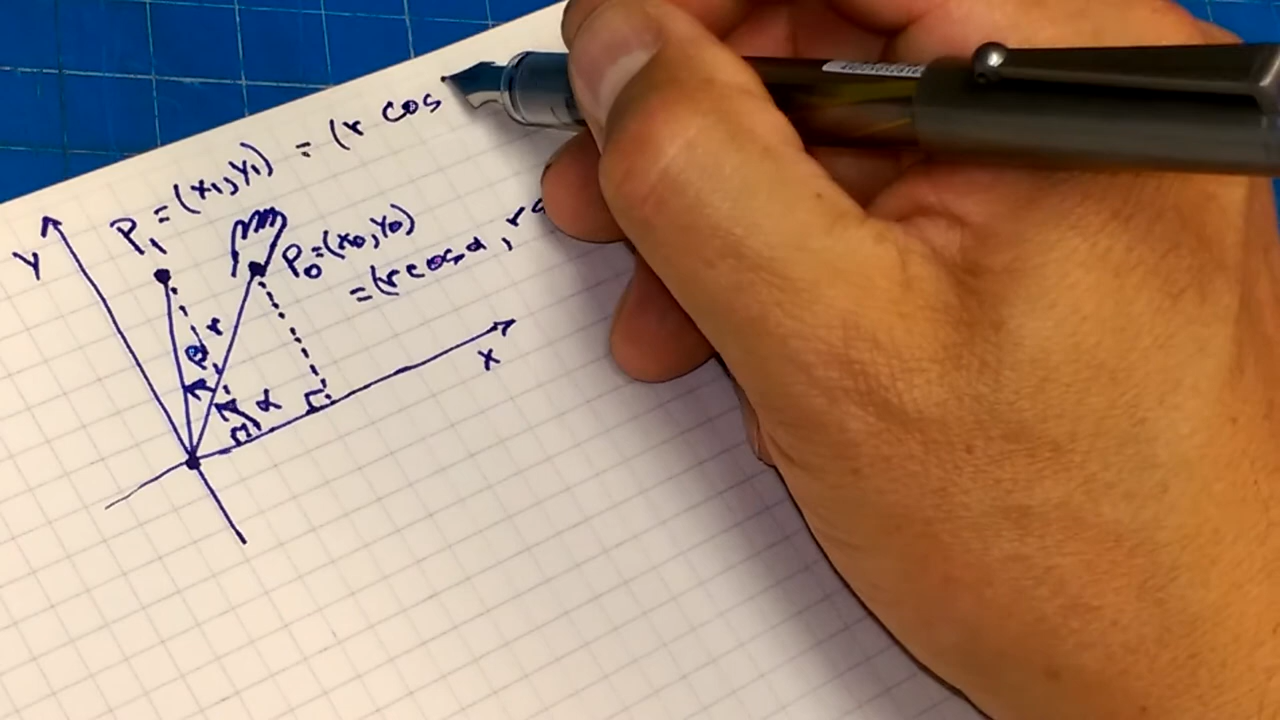 P₁ = (x₁, y₁) = (r cos
P₀ = (x₀, y₀)
= (r cos α, r
Y
r
θ
α
X